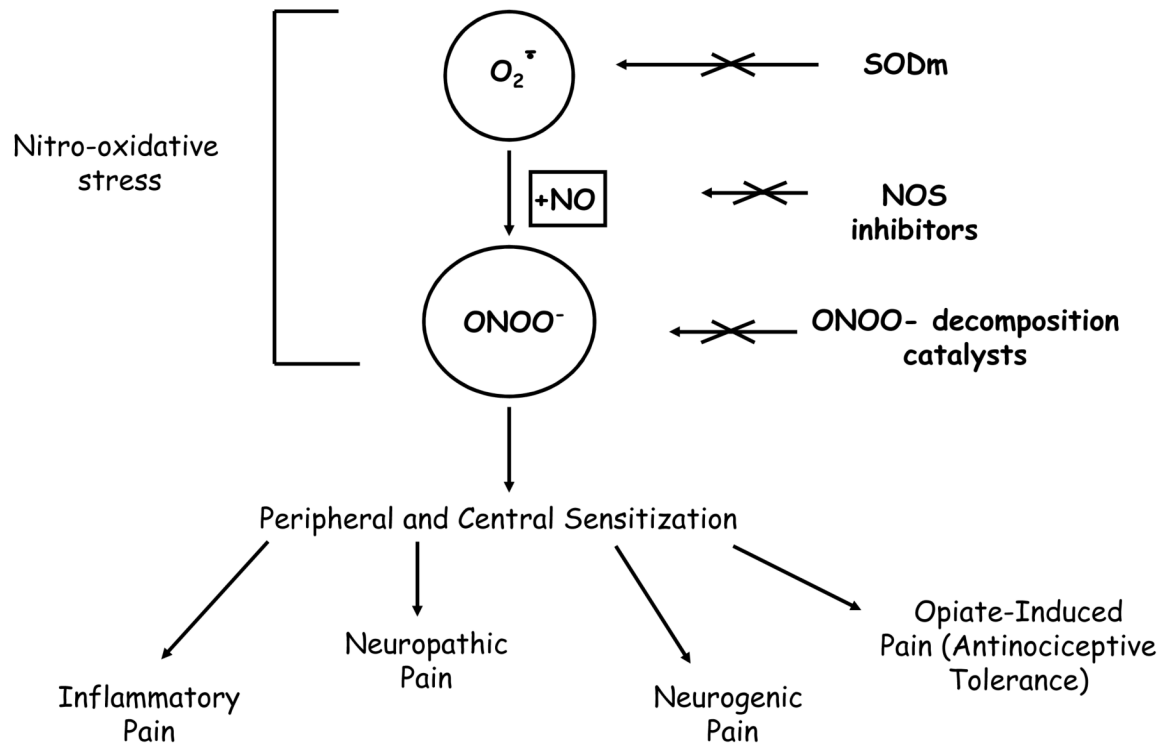 O₂⁻̇
SODm
Nitro-oxidative
stress
+NO
NOS
inhibitors
ONOO⁻
ONOO- decomposition
catalysts
Peripheral and Central Sensitization
Inflammatory
Pain
Neuropathic
Pain
Neurogenic
Pain
Opiate-Induced
Pain (Antinociceptive
Tolerance)